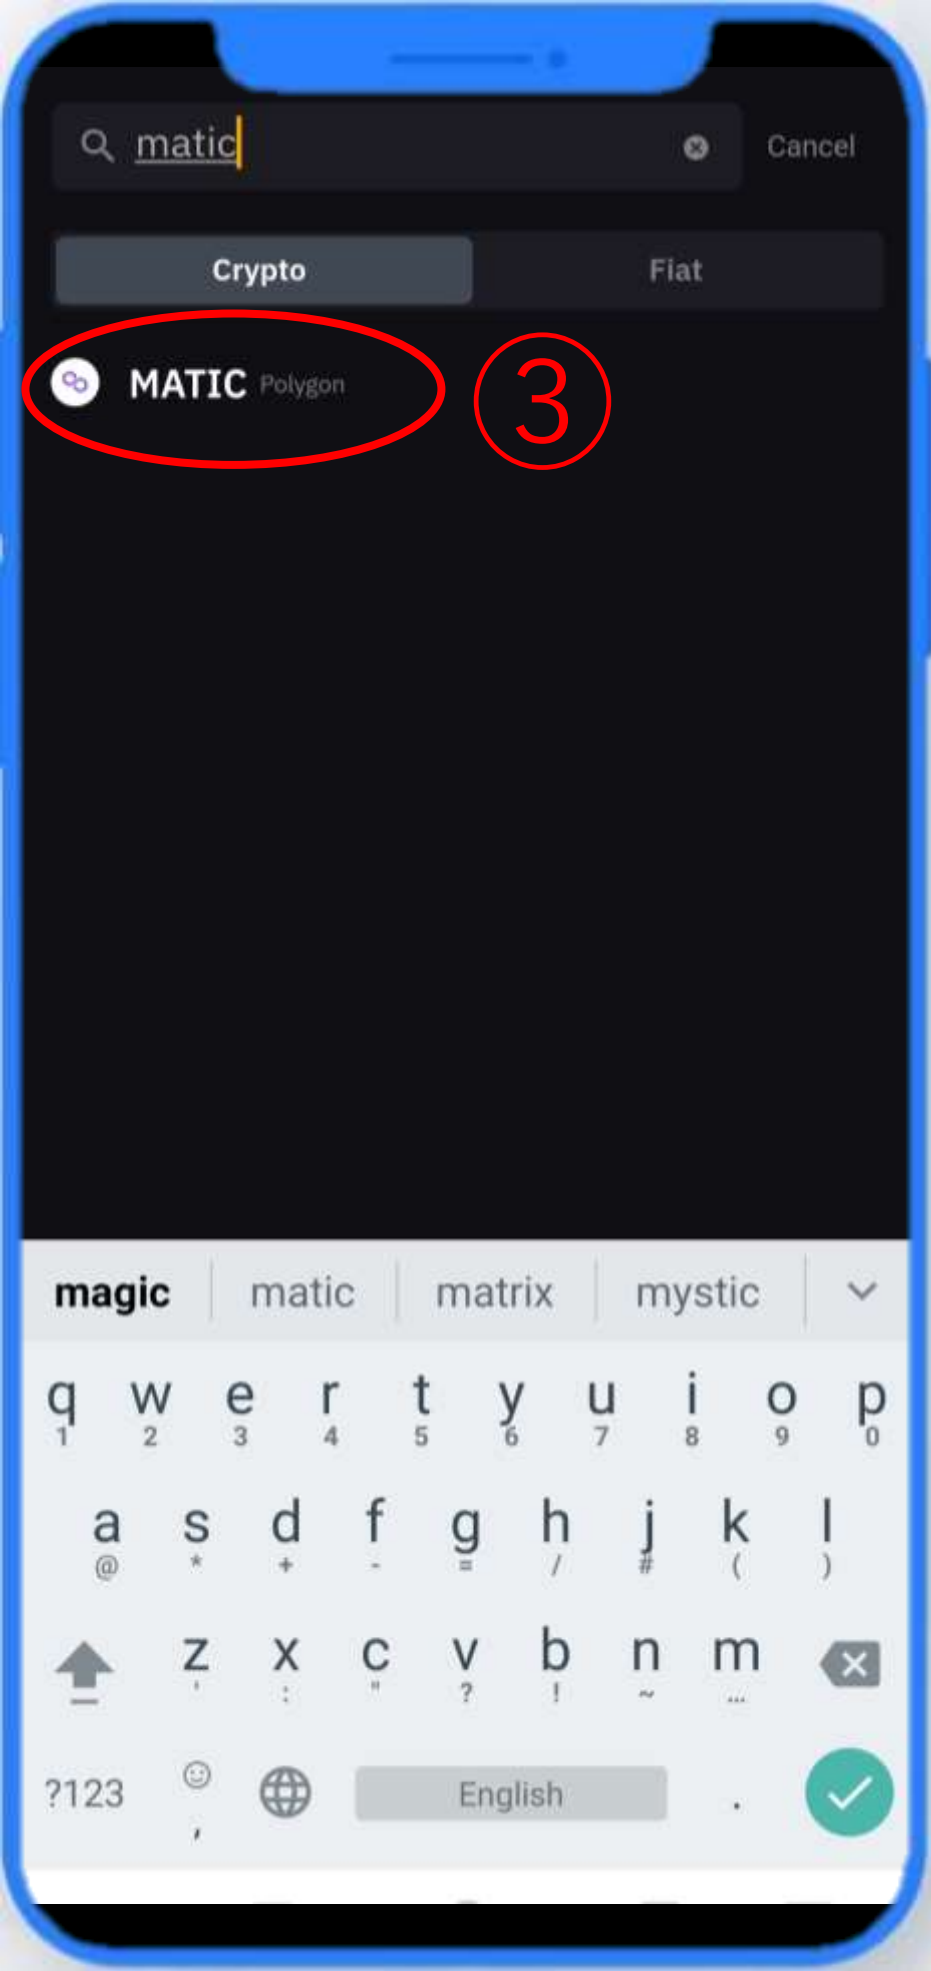 matic Cancel
Crypto Fiat
MATIC Polygon ③
magic matic matrix mystic
q w e r t y u i o p
1 2 3 4 5 6 7 8 9 0
a s d f g h j k l
@ * + - = / # ( )
z x c v b n m
' : " ? ! ~ ...
?123 , English .